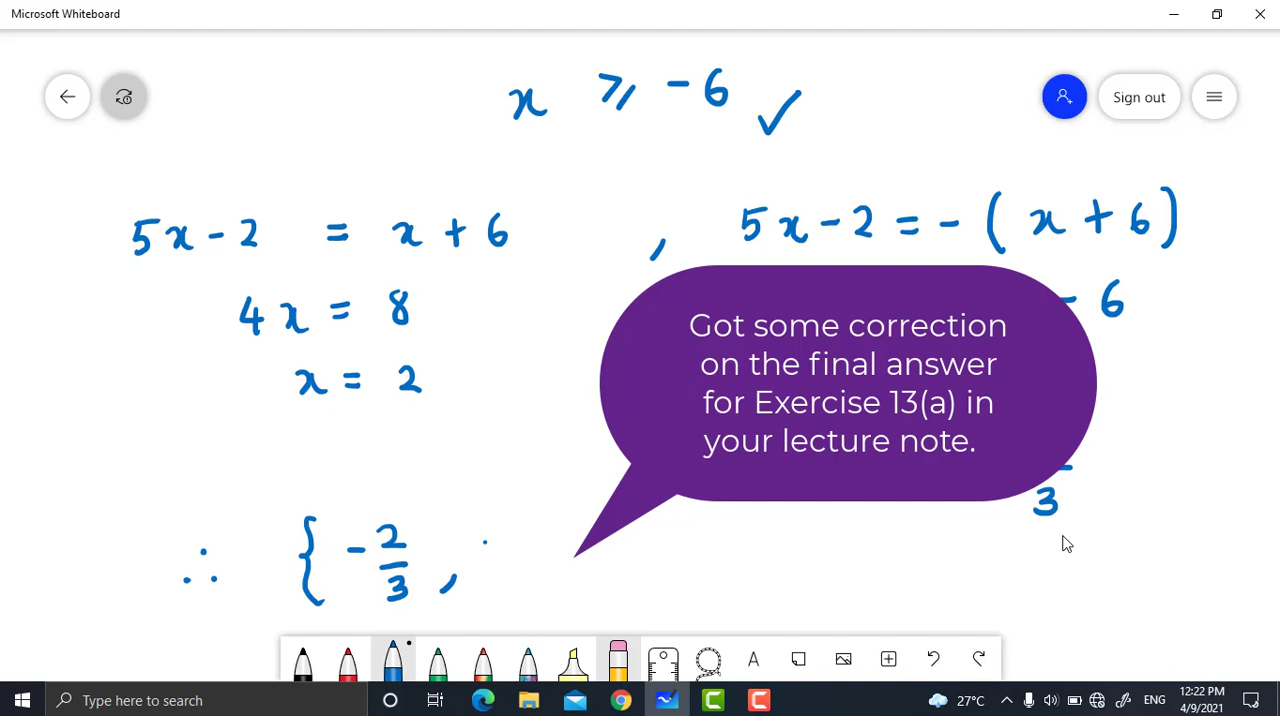 Microsoft Whiteboard
x ⩾ -6 ✓
Sign out
5x - 2 = x + 6 , 5x - 2 = - ( x + 6 )
4x = 8
- 6
x = 2
Got some correction
on the final answer
for Exercise 13(a) in
your lecture note.
3
∴ { - 2/3 ,
A
Type here to search
27°C
ENG
12:22 PM
4/9/2021